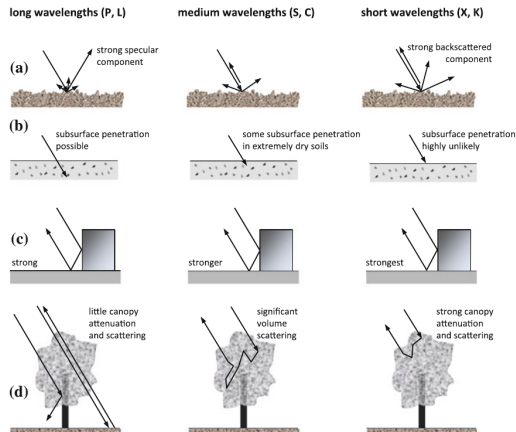 long wavelengths (P, L)
medium wavelengths (S, C)
short wavelengths (X, K)
(a)
strong specular
component
strong backscattered
component
(b)
subsurface penetration
possible
some subsurface penetration
in extremely dry soils
subsurface penetration
highly unlikely
(c)
strong
stronger
strongest
(d)
little canopy
attenuation
and scattering
significant
volume
scattering
strong canopy
attenuation
and scattering